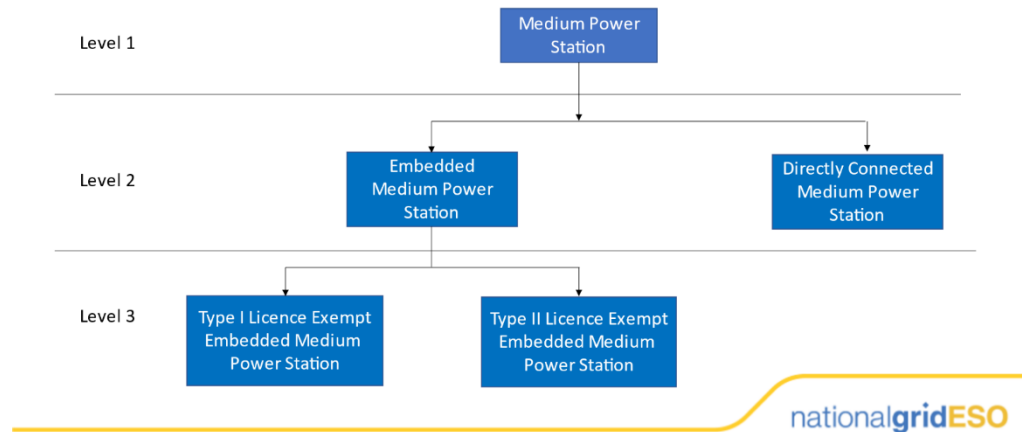 Level 1
Medium Power
Station
Level 2
Embedded
Medium Power
Station
Directly Connected
Medium Power
Station
Level 3
Type I Licence Exempt
Embedded Medium
Power Station
Type II Licence Exempt
Embedded Medium
Power Station
nationalgridESO